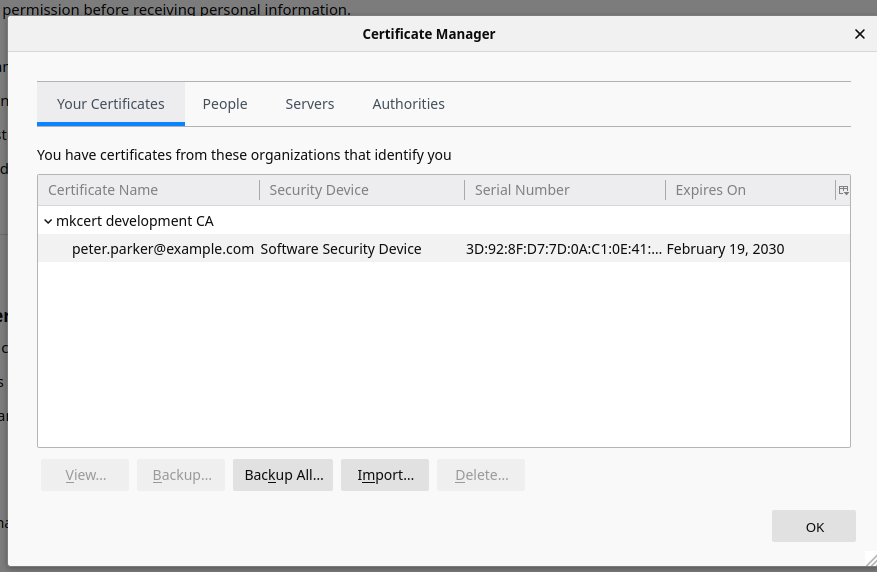 permission before receiving personal information.
Certificate Manager
Your Certificates People Servers Authorities
You have certificates from these organizations that identify you
Certificate Name Security Device Serial Number Expires On
mkcert development CA
peter.parker@example.com Software Security Device 3D:92:8F:D7:7D:0A:C1:0E:41:... February 19, 2030
View... Backup... Backup All... Import... Delete...
OK